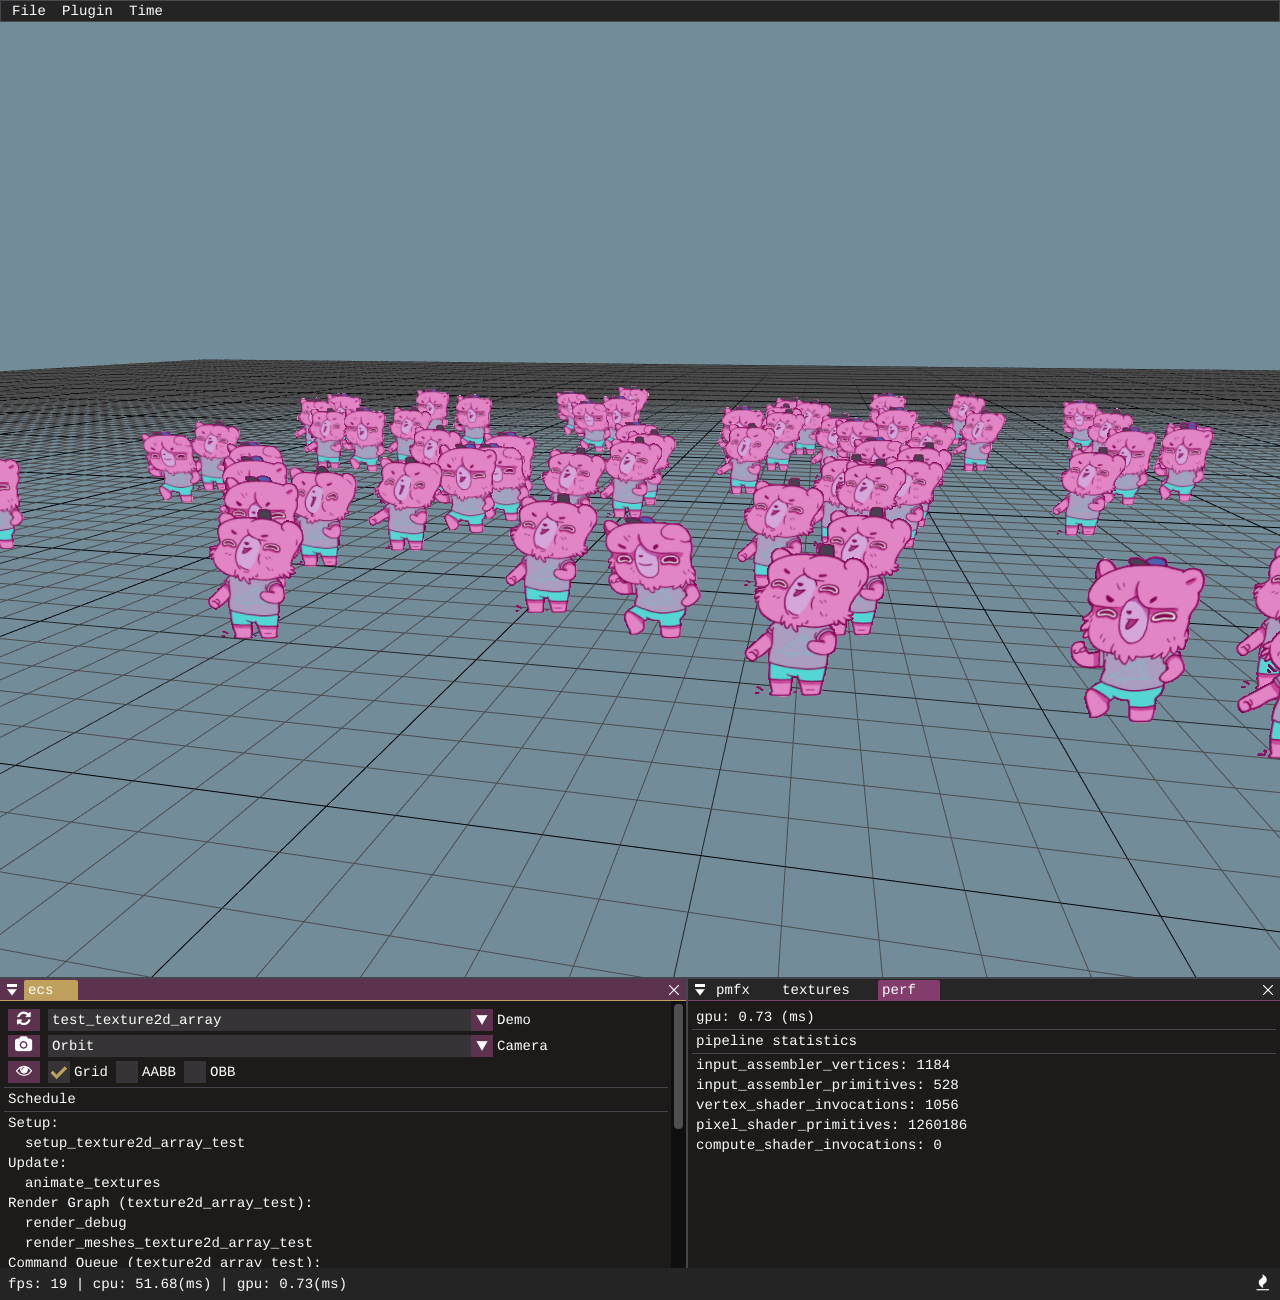 File Plugin Time
ecs
test_texture2d_array Demo
Orbit Camera
Grid AABB OBB
Schedule
Setup:
setup_texture2d_array_test
Update:
animate_textures
Render Graph (texture2d_array_test):
render_debug
render_meshes_texture2d_array_test
Command Queue (texture2d_array_test):
pmfx textures perf
gpu: 0.73 (ms)
pipeline statistics
input_assembler_vertices: 1184
input_assembler_primitives: 528
vertex_shader_invocations: 1056
pixel_shader_primitives: 1260186
compute_shader_invocations: 0
fps: 19 | cpu: 51.68(ms) | gpu: 0.73(ms)